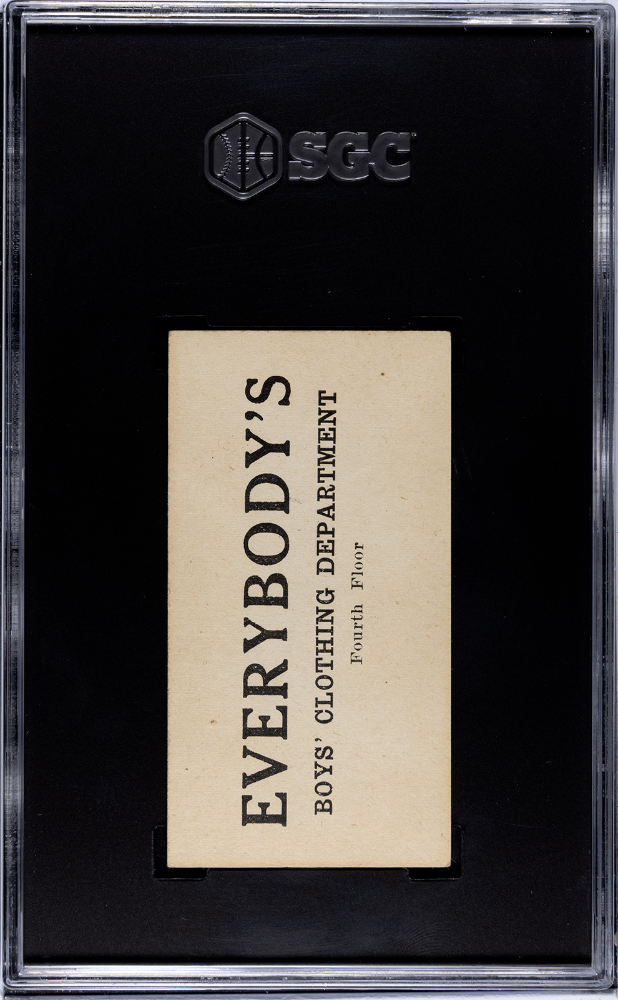 SGC
EVERYBODY'S
BOYS' CLOTHING DEPARTMENT
Fourth Floor